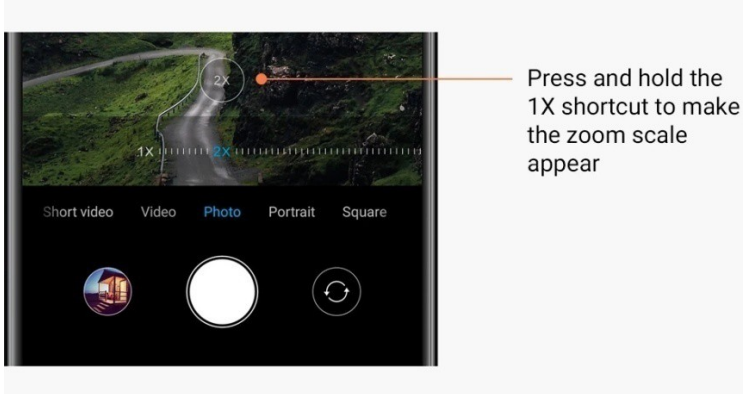 2X
Press and hold the
1X shortcut to make
the zoom scale
appear
1X 2X
Short video Video Photo Portrait Square